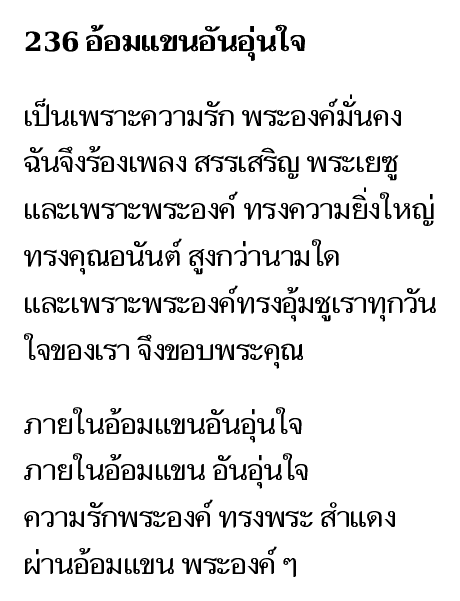 236 อ้อมแขนอันอุ่นใจ
เป็นเพราะความรัก พระองค์มั่นคง
ฉันจึงร้องเพลง สรรเสริญ พระเยซู
และเพราะพระองค์ ทรงความยิ่งใหญ่
ทรงคุณอนันต์ สูงกว่านามใด
และเพราะพระองค์ทรงอุ้มชูเราทุกวัน
ใจของเรา จึงขอบพระคุณ
ภายในอ้อมแขนอันอุ่นใจ
ภายในอ้อมแขน อันอุ่นใจ
ความรักพระองค์ ทรงพระ สำแดง
ผ่านอ้อมแขน พระองค์ ๆ